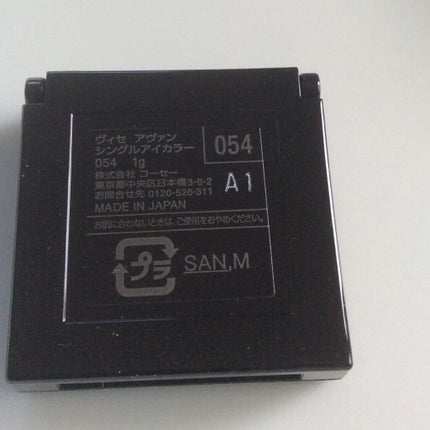 ヴィセ アヴァン
シングルアイカラー
054 1g
054
株式会社 コーセー
東京都中央区日本橋3-6-2
お問合せ先 0120-526-311
MADE IN JAPAN
A1
お肌に合わないときは、ご使用をおやめください。
プラ
SAN,M